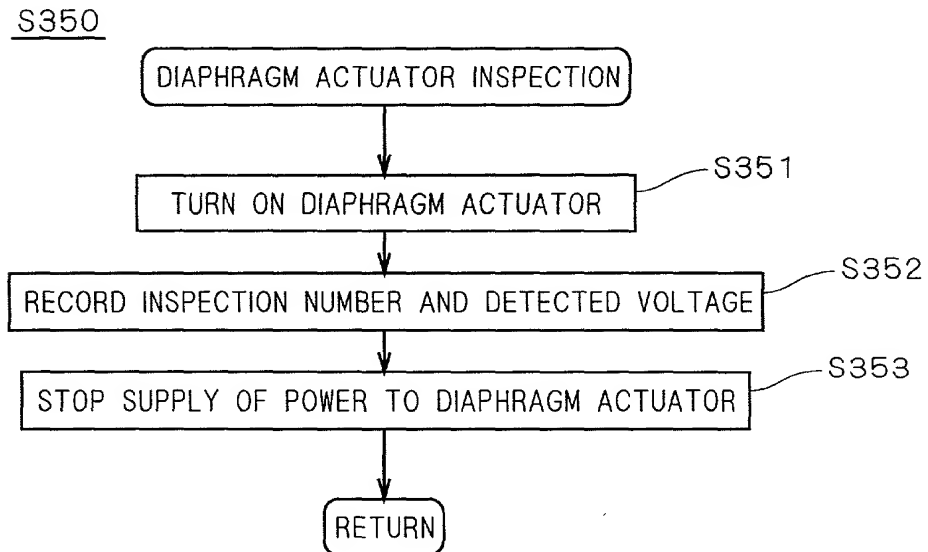 S350
DIAPHRAGM ACTUATOR INSPECTION
S351
TURN ON DIAPHRAGM ACTUATOR
S352
RECORD INSPECTION NUMBER AND DETECTED VOLTAGE
S353
STOP SUPPLY OF POWER TO DIAPHRAGM ACTUATOR
RETURN